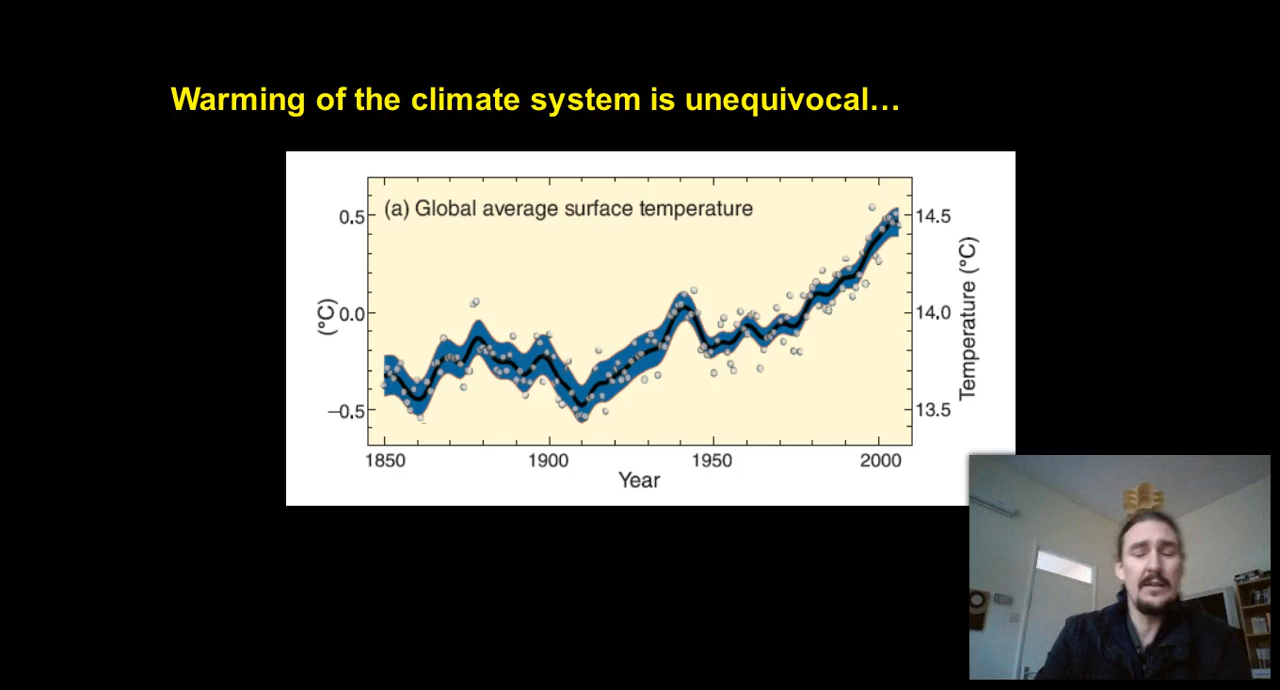 Warming of the climate system is unequivocal…
(a) Global average surface temperature
0.5
0.0
–0.5
(°C)
14.5
14.0
13.5
Temperature (°C)
1850 1900 1950 2000
Year